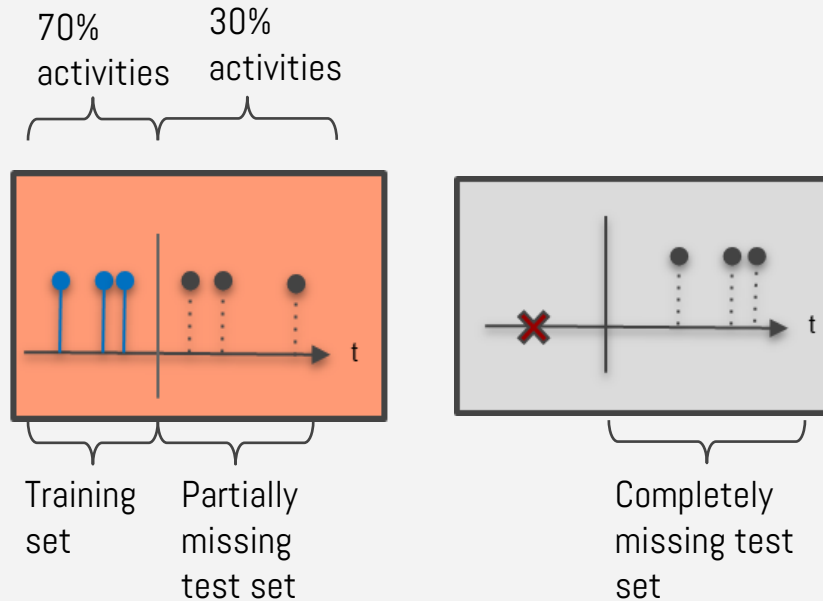 70%
activities
30%
activities
t
t
Training
set
Partially
missing
test set
Completely
missing test
set